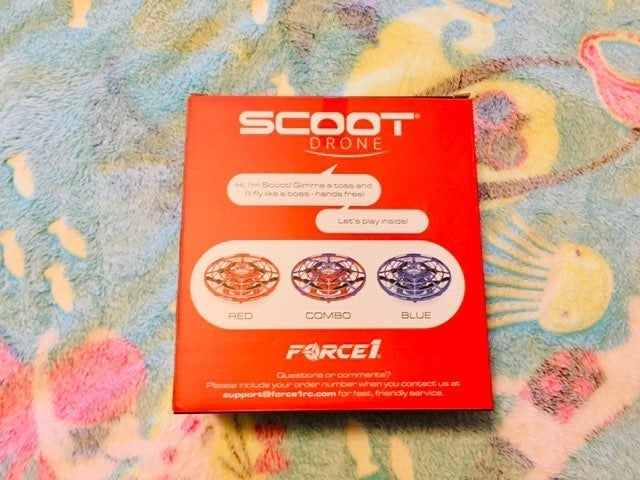 SCOOT®
DRONE
Hi, I'm Scoot! Gimme a toss and
I'll fly like a boss - hands free!
Let's play inside!
RED COMBO BLUE
FORCE1
Questions or comments?
Please include your order number when you contact us at
support@force1rc.com for fast, friendly service.